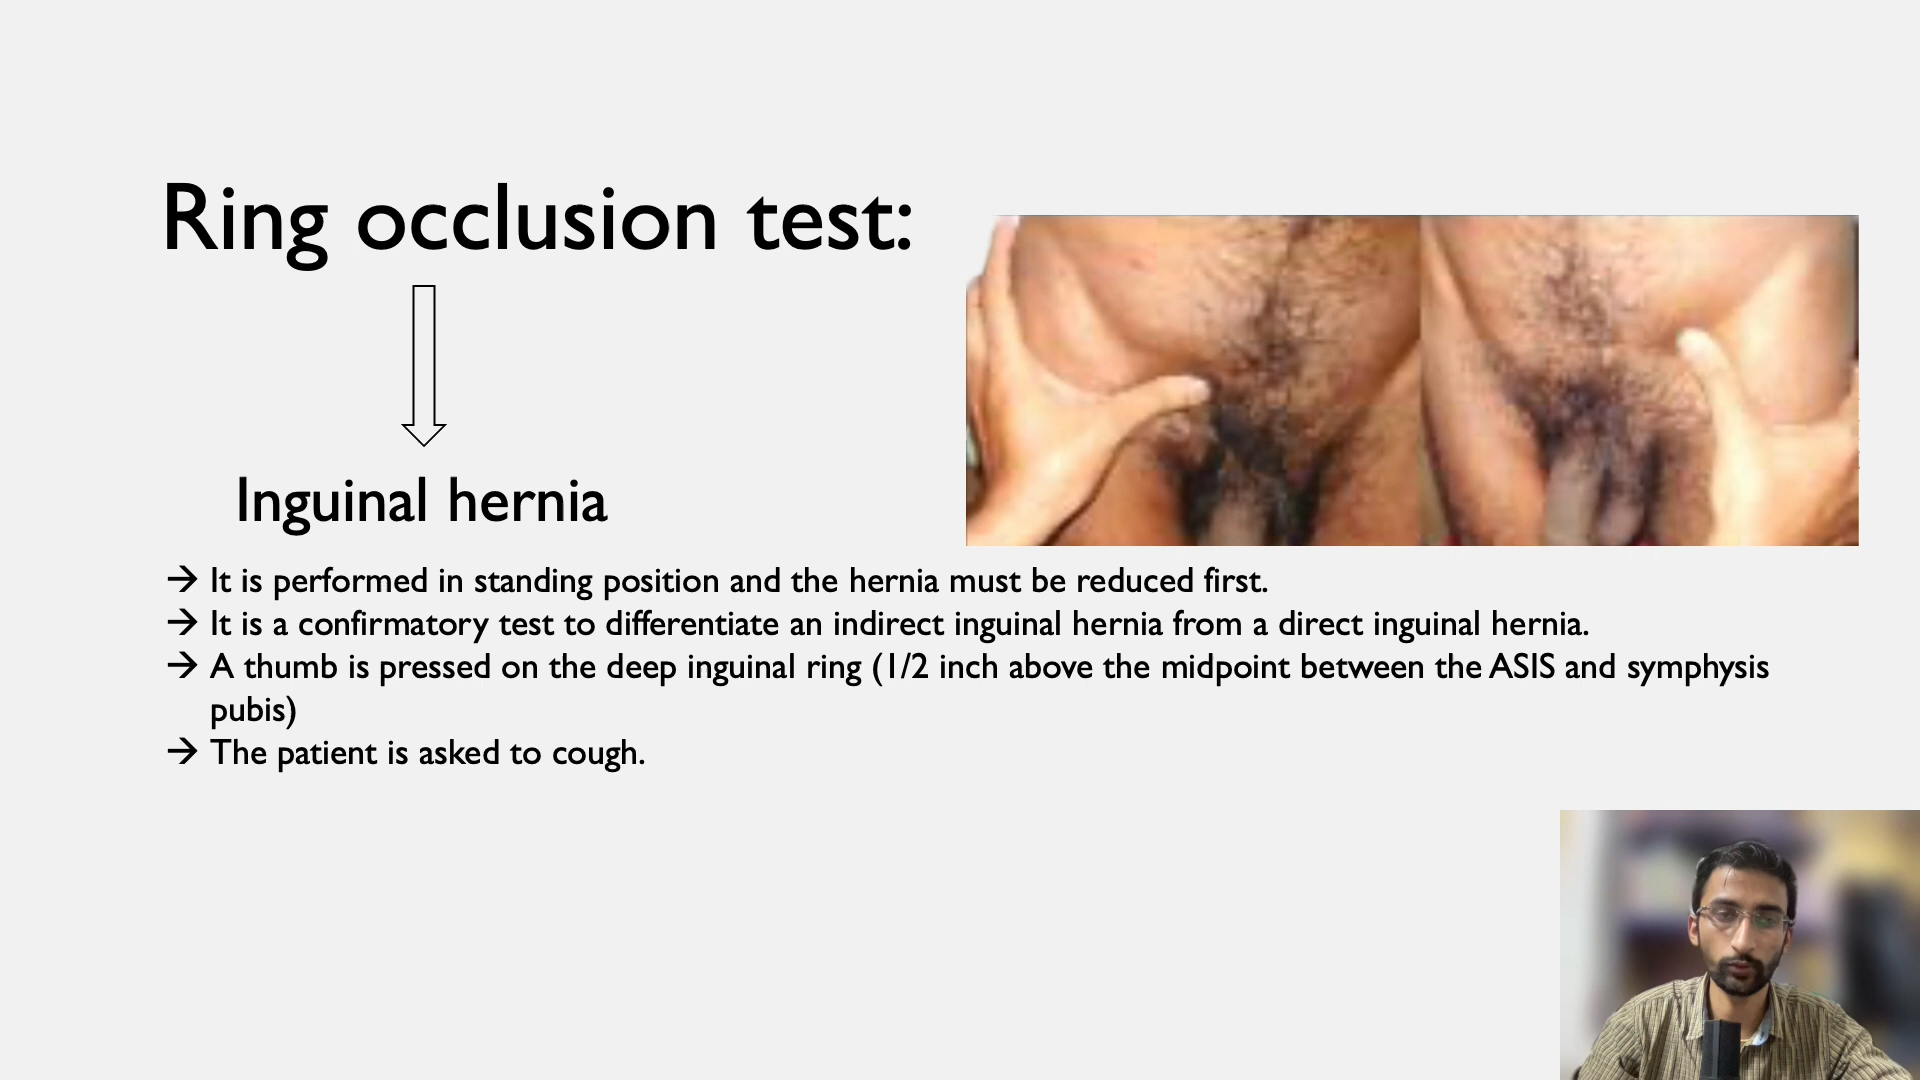 Ring occlusion test:
Inguinal hernia
→ It is performed in standing position and the hernia must be reduced first.
→ It is a confirmatory test to differentiate an indirect inguinal hernia from a direct inguinal hernia.
→ A thumb is pressed on the deep inguinal ring (1/2 inch above the midpoint between the ASIS and symphysis
pubis)
→ The patient is asked to cough.